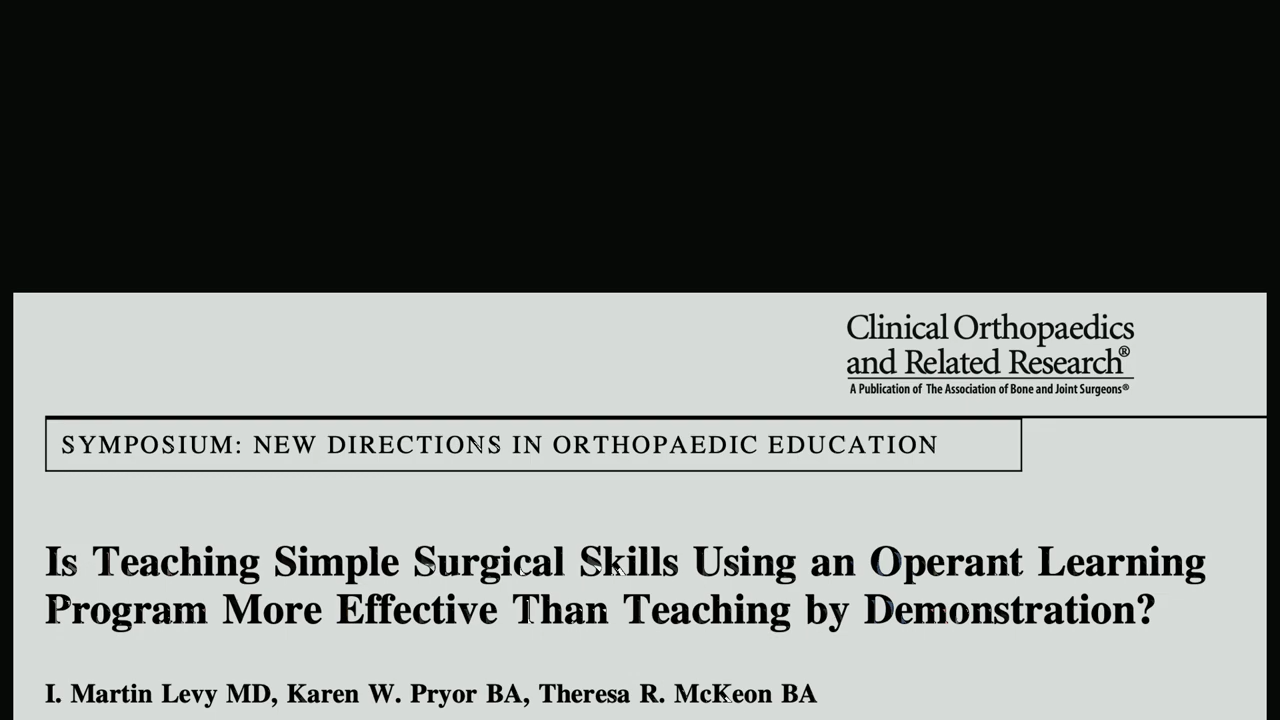 Clinical Orthopaedics
and Related Research®
A Publication of The Association of Bone and Joint Surgeons®
SYMPOSIUM: NEW DIRECTIONS IN ORTHOPAEDIC EDUCATION
Is Teaching Simple Surgical Skills Using an Operant Learning
Program More Effective Than Teaching by Demonstration?
I. Martin Levy MD, Karen W. Pryor BA, Theresa R. McKeon BA